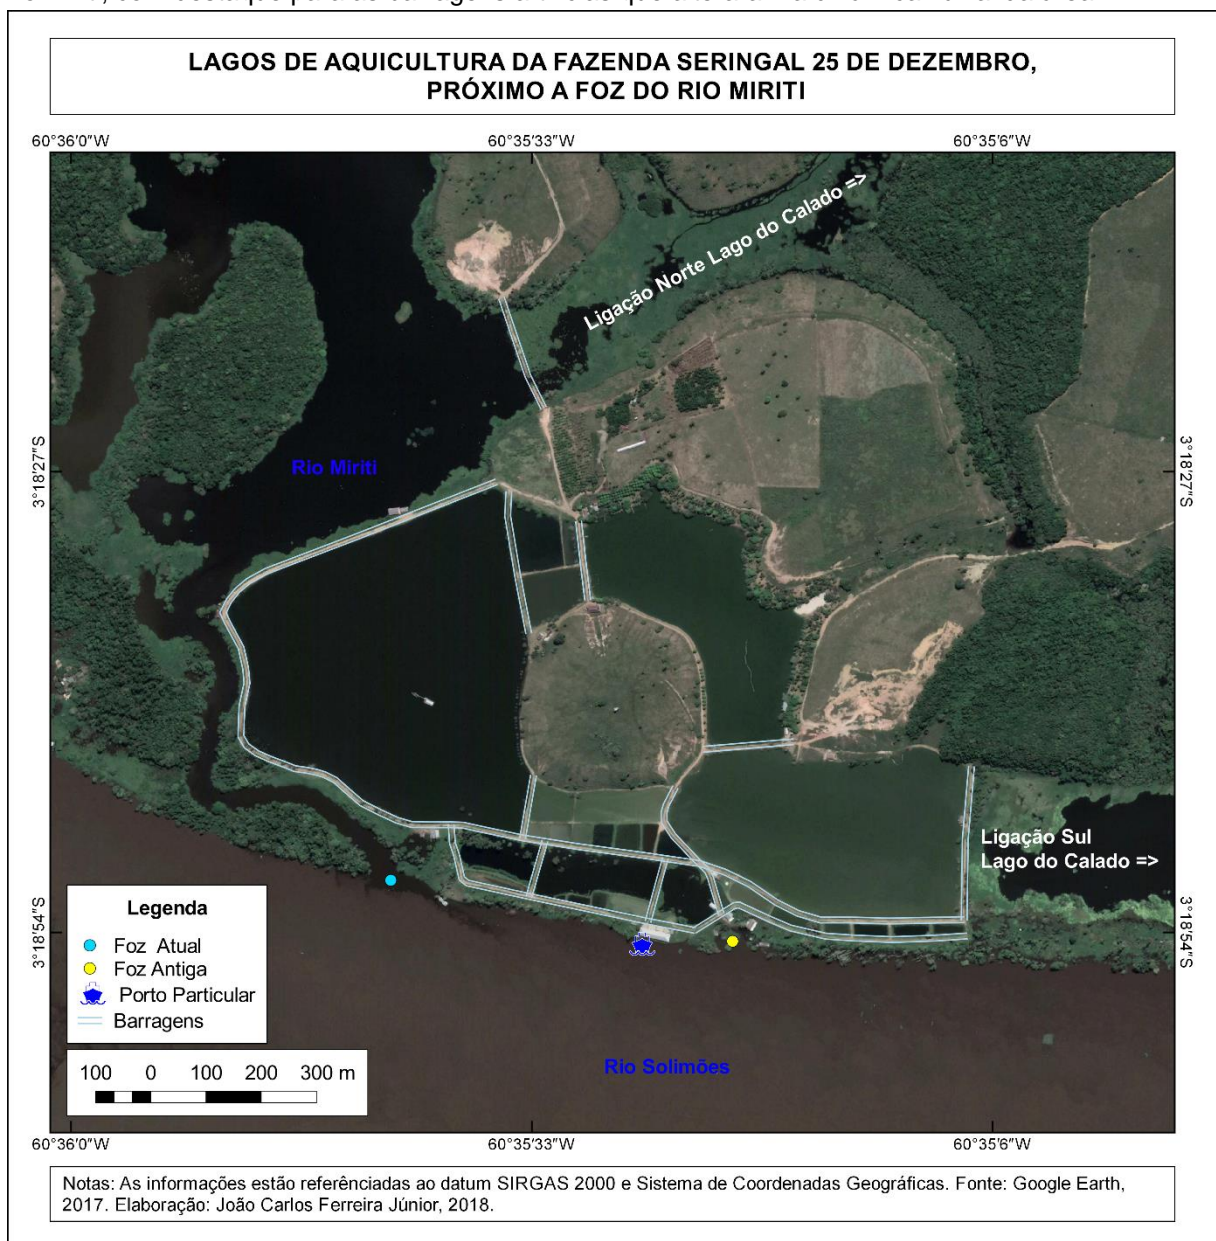 LAGOS DE AQUICULTURA DA FAZENDA SERINGAL 25 DE DEZEMBRO,
PRÓXIMO A FOZ DO RIO MIRITI
60°36'0"W 60°35'33"W 60°35'6"W
Ligação Norte Lago do Calado =>
3°18'27"S
Rio Miriti
3°18'27"S
Ligação Sul
Lago do Calado =>
3°18'54"S
3°18'54"S
Legenda
Foz Atual
Foz Antiga
Porto Particular
Barragens
Rio Solimões
100 0 100 200 300 m
60°36'0"W 60°35'33"W 60°35'6"W
Notas: As informações estão referênciadas ao datum SIRGAS 2000 e Sistema de Coordenadas Geográficas. Fonte: Google Earth,
2017. Elaboração: João Carlos Ferreira Júnior, 2018.